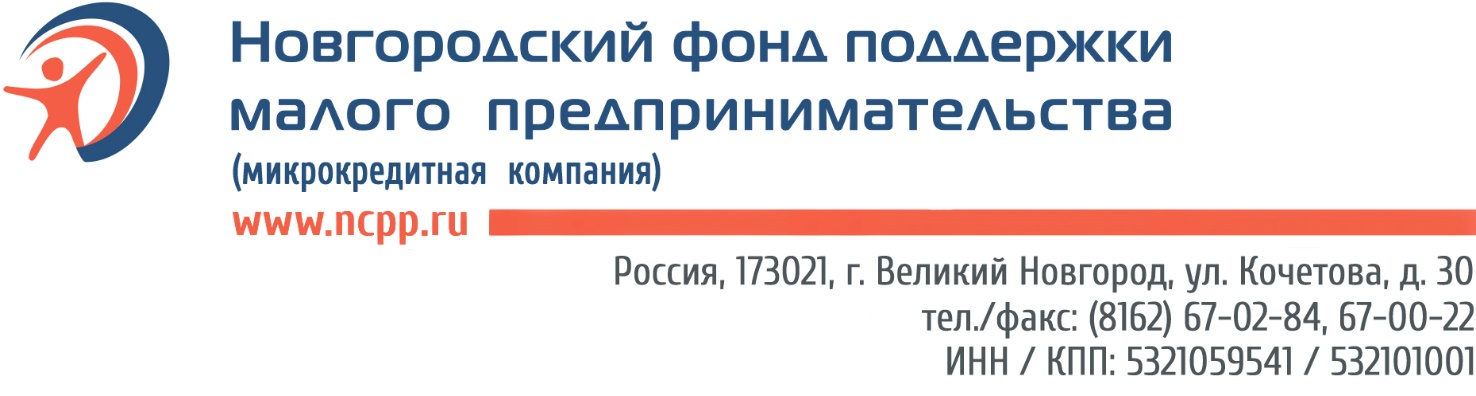 Новгородский фонд поддержки
малого предпринимательства
(микрокредитная компания)
www.ncpp.ru
Россия, 173021, г. Великий Новгород, ул. Кочетова, д. 30
тел./факс: (8162) 67-02-84, 67-00-22
ИНН / КПП: 5321059541 / 532101001